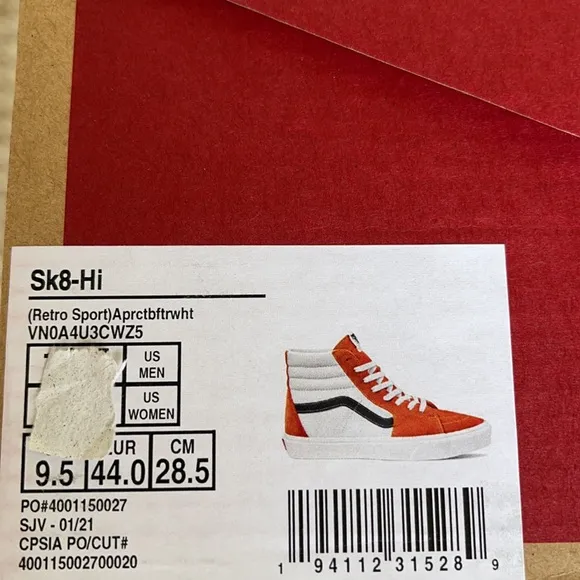 Sk8-Hi
(Retro Sport)Aprctbftrwht
VN0A4U3CWZ5
US MEN
US WOMEN
CM
9.5 44.0 28.5
PO#4001150027
SJV - 01/21
CPSIA PO/CUT#
400115002700020
1 94112 31528 9